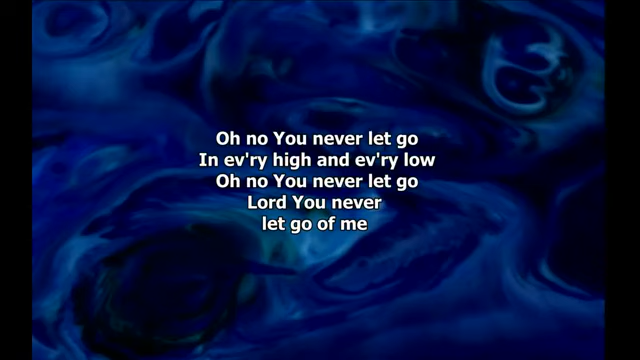 Oh no You never let go
In ev'ry high and ev'ry low
Oh no You never let go
Lord You never
let go of me